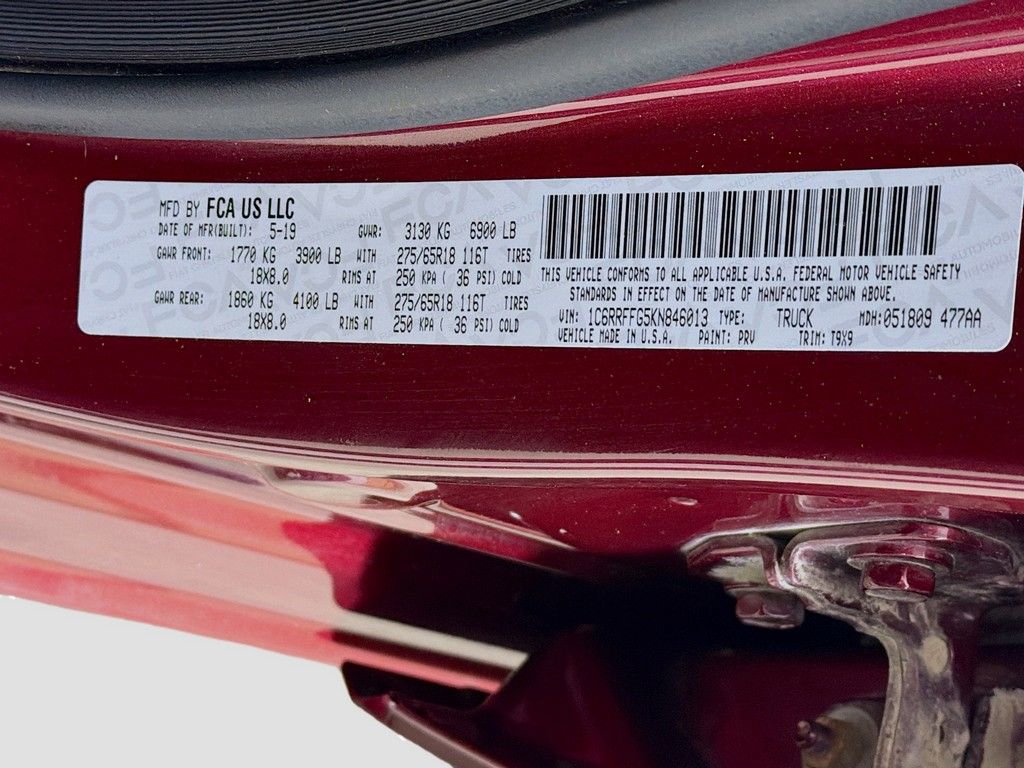 MFD BY FCA US LLC
DATE OF MFR(BUILT): 5-19 GVWR: 3130 KG 6900 LB
GAWR FRONT: 1770 KG 3900 LB WITH 275/65R18 116T TIRES
18X8.0 RIMS AT 250 KPA ( 36 PSI) COLD
GAWR REAR: 1860 KG 4100 LB WITH 275/65R18 116T TIRES
18X8.0 RIMS AT 250 KPA ( 36 PSI) COLD
THIS VEHICLE CONFORMS TO ALL APPLICABLE U.S.A. FEDERAL MOTOR VEHICLE SAFETY
STANDARDS IN EFFECT ON THE DATE OF MANUFACTURE SHOWN ABOVE.
VIN: 1C6RRFFG5KN846013 TYPE: TRUCK MDH:051809 477AA
VEHICLE MADE IN U.S.A. PAINT: PRV TRIM: T9X9